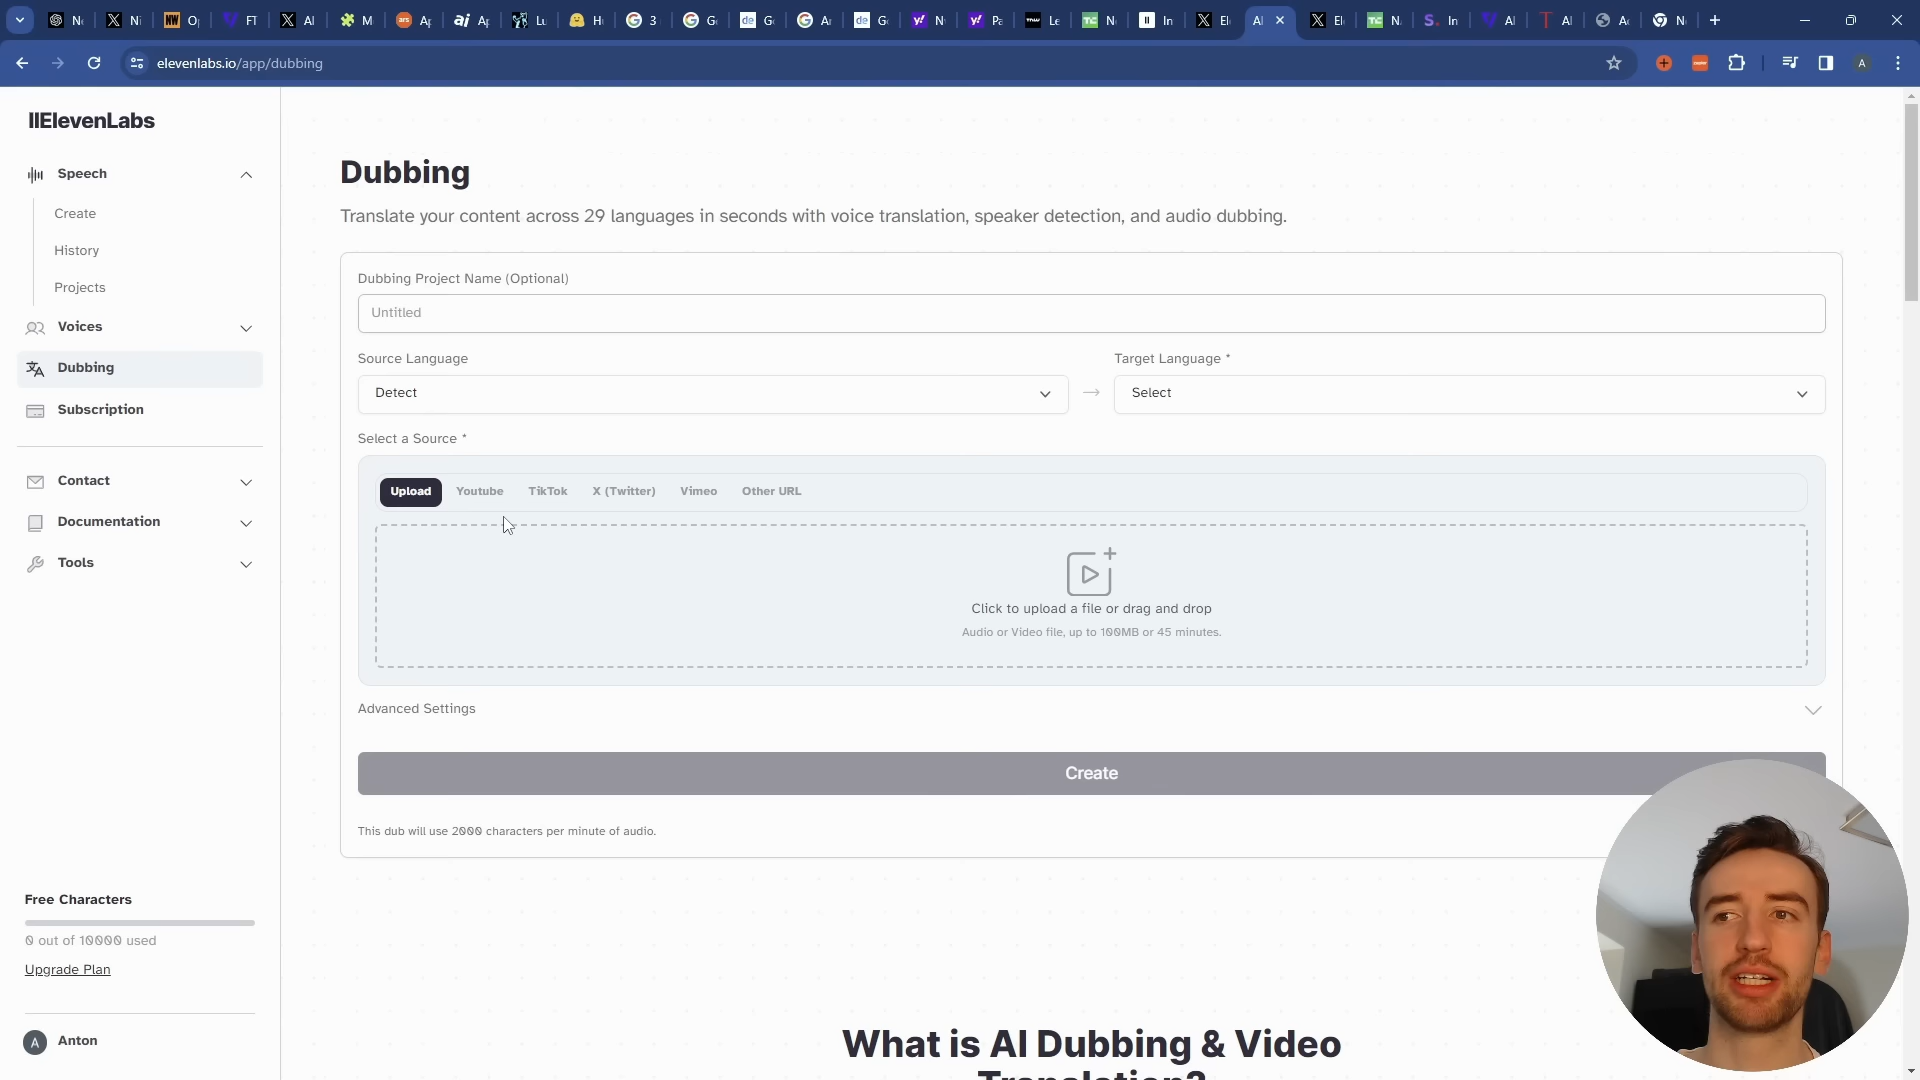 elevenlabs.io/app/dubbing
IIElevenLabs
Speech
Create
History
Projects
Voices
Dubbing
Subscription
Contact
Documentation
Tools
Free Characters
0 out of 10000 used
Upgrade Plan
A
Anton
Dubbing
Translate your content across 29 languages in seconds with voice translation, speaker detection, and audio dubbing.
Dubbing Project Name (Optional)
Untitled
Source Language
Target Language *
Detect
Select
Select a Source *
Upload Youtube TikTok X (Twitter) Vimeo Other URL
Click to upload a file or drag and drop
Audio or Video file, up to 100MB or 45 minutes.
Advanced Settings
Create
This dub will use 2000 characters per minute of audio.
What is AI Dubbing & Video
Translation?